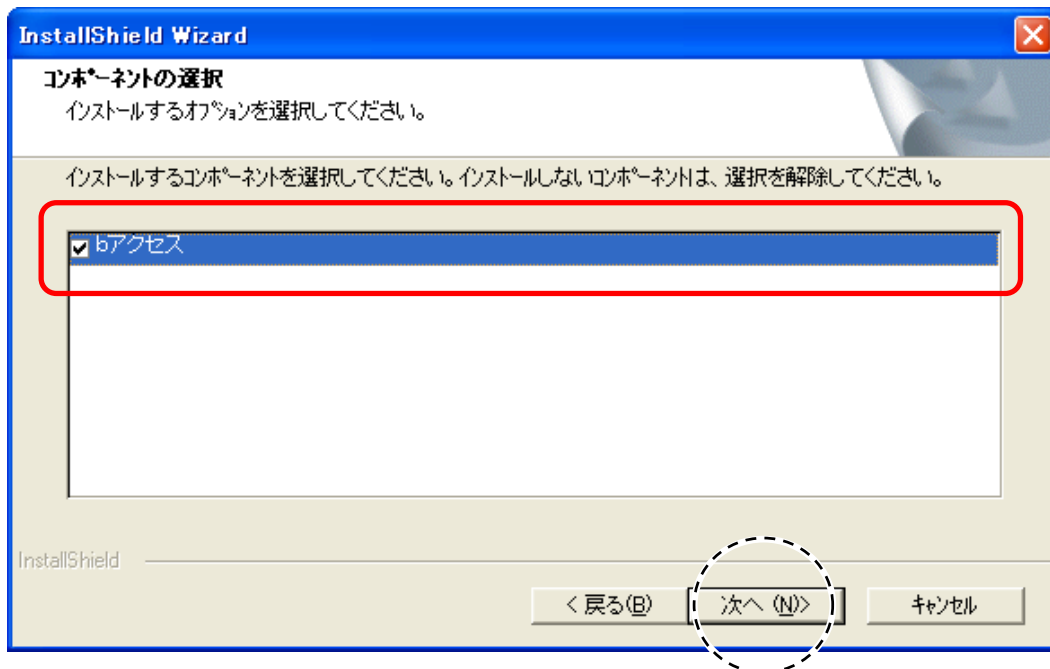 InstallShield Wizard
コンポーネントの選択
インストールするオプションを選択してください。
インストールするコンポーネントを選択してください。インストールしないコンポーネントは、選択を解除してください。
bアクセス
InstallShield
< 戻る(B)
次へ (N)>
キャンセル